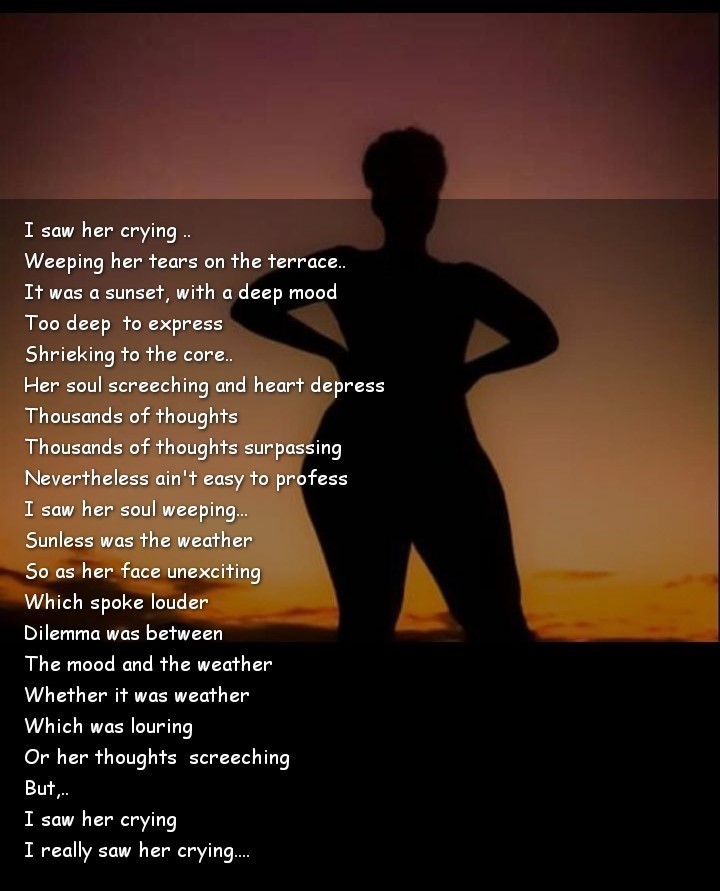 I saw her crying ..
Weeping her tears on the terrace..
It was a sunset, with a deep mood
Too deep  to express
Shrieking to the core..
Her soul screeching and heart depress
Thousands of thoughts
Thousands of thoughts surpassing
Nevertheless ain't easy to profess
I saw her soul weeping...
Sunless was the weather
So as her face unexciting
Which spoke louder
Dilemma was between
The mood and the weather
Whether it was weather
Which was louring
Or her thoughts  screeching
But,..
I saw her crying
I really saw her crying....